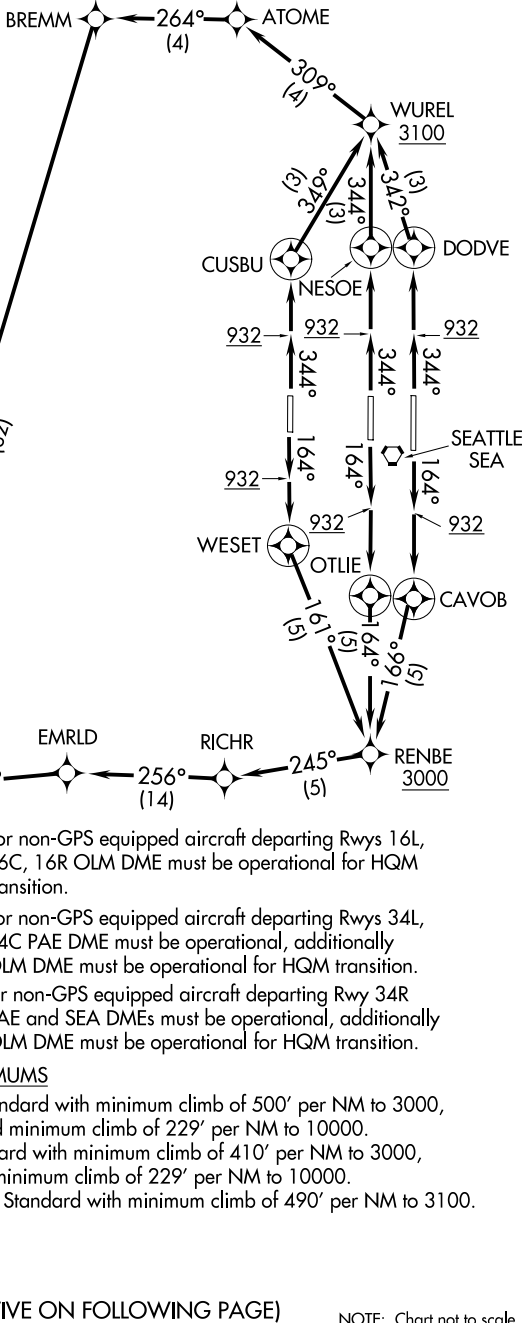 BREMM
264°
(4)
ATOME
309°
(4)
WUREL
3100
(3)
349°
(3)
344°
(3)
342°
CUSBU
NESOE
DODVE
932
932
932
344°
344°
344°
SEATTLE
SEA
164°
164°
164°
932
932
932
WESET
OTLIE
CAVOB
161°
(5)
(5)
164°
166°
(5)
EMRLD
RICHR
RENBE
3000
256°
(14)
245°
(5)
or non-GPS equipped aircraft departing Rwys 16L,
6C, 16R OLM DME must be operational for HQM
ansition.
or non-GPS equipped aircraft departing Rwys 34L,
4C PAE DME must be operational, additionally
OLM DME must be operational for HQM transition.
r non-GPS equipped aircraft departing Rwy 34R
AE and SEA DMEs must be operational, additionally
OLM DME must be operational for HQM transition.
MUMS
ndard with minimum climb of 500' per NM to 3000,
d minimum climb of 229' per NM to 10000.
ard with minimum climb of 410' per NM to 3000,
minimum climb of 229' per NM to 10000.
Standard with minimum climb of 490' per NM to 3100.
TIVE ON FOLLOWING PAGE)
NOTE: Chart not to scale